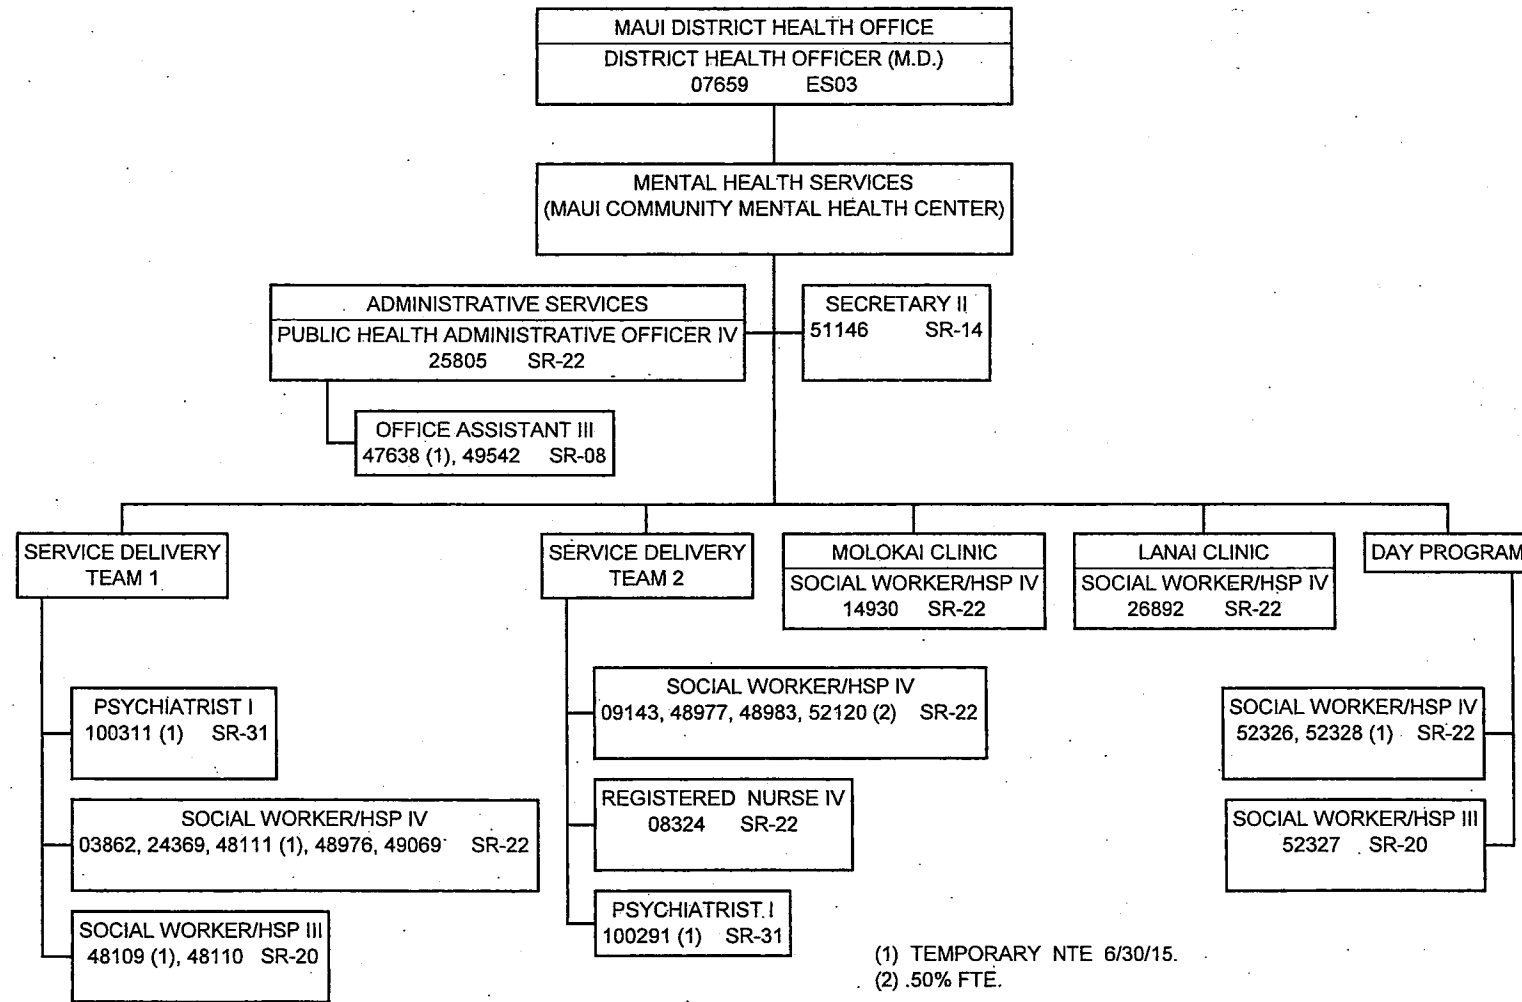 MAUI DISTRICT HEALTH OFFICE
DISTRICT HEALTH OFFICER (M.D.)
07659 ES03
MENTAL HEALTH SERVICES
(MAUI COMMUNITY MENTAL HEALTH CENTER)
ADMINISTRATIVE SERVICES
PUBLIC HEALTH ADMINISTRATIVE OFFICER IV
25805 SR-22
SECRETARY II
51146 SR-14
OFFICE ASSISTANT III
47638 (1), 49542 SR-08
SERVICE DELIVERY
TEAM 1
PSYCHIATRIST I
100311 (1) SR-31
SOCIAL WORKER/HSP IV
03862, 24369, 48111 (1), 48976, 49069 SR-22
SOCIAL WORKER/HSP III
48109 (1), 48110 SR-20
SERVICE DELIVERY
TEAM 2
SOCIAL WORKER/HSP IV
09143, 48977, 48983, 52120 (2) SR-22
REGISTERED NURSE IV
08324 SR-22
PSYCHIATRIST I
100291 (1) SR-31
MOLOKAI CLINIC
SOCIAL WORKER/HSP IV
14930 SR-22
LANAI CLINIC
SOCIAL WORKER/HSP IV
26892 SR-22
DAY PROGRAM
SOCIAL WORKER/HSP IV
52326, 52328 (1) SR-22
SOCIAL WORKER/HSP III
52327 SR-20
(1) TEMPORARY NTE 6/30/15.
(2) .50% FTE.